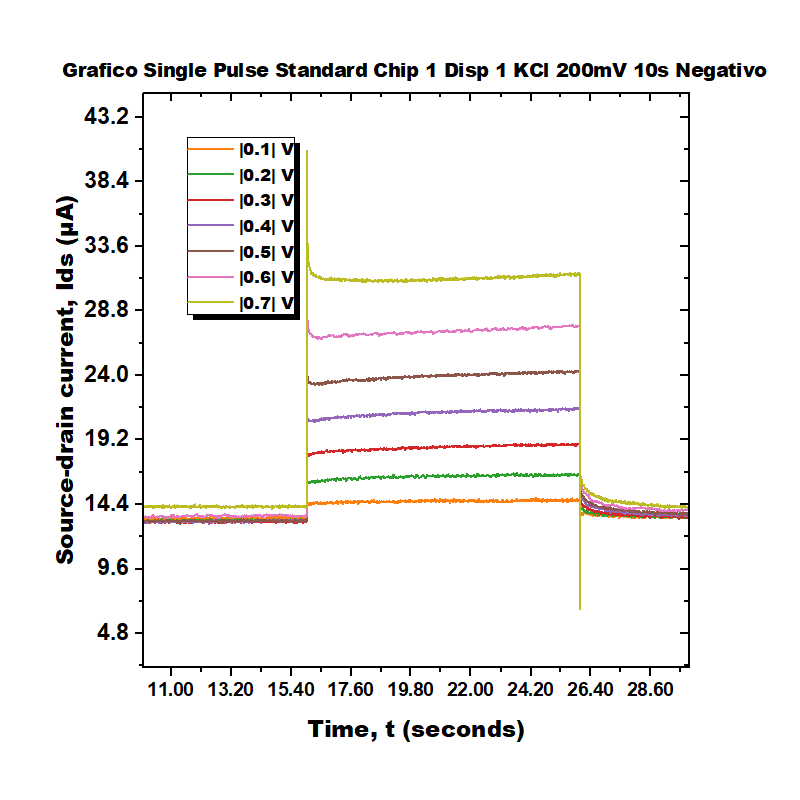 Grafico Single Pulse Standard Chip 1 Disp 1 KCl 200mV 10s Negativo
43.2
38.4
33.6
28.8
24.0
19.2
14.4
9.6
4.8
Source-drain current, Ids (µA)
|0.1| V
|0.2| V
|0.3| V
|0.4| V
|0.5| V
|0.6| V
|0.7| V
11.00 13.20 15.40 17.60 19.80 22.00 24.20 26.40 28.60
Time, t (seconds)